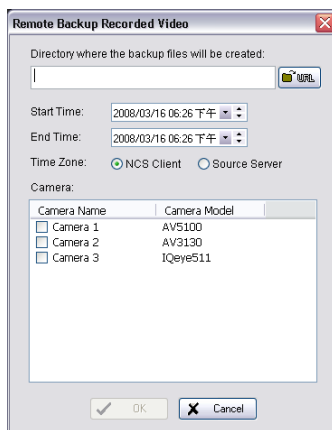 Remote Backup Recorded Video
Directory where the backup files will be created:
URL
Start Time: 2008/03/16 06:26 下午
End Time: 2008/03/16 06:26 下午
Time Zone: NCS Client Source Server
Camera:
Camera Name Camera Model
Camera 1 AV5100
Camera 2 AV3130
Camera 3 IQeye511
OK Cancel